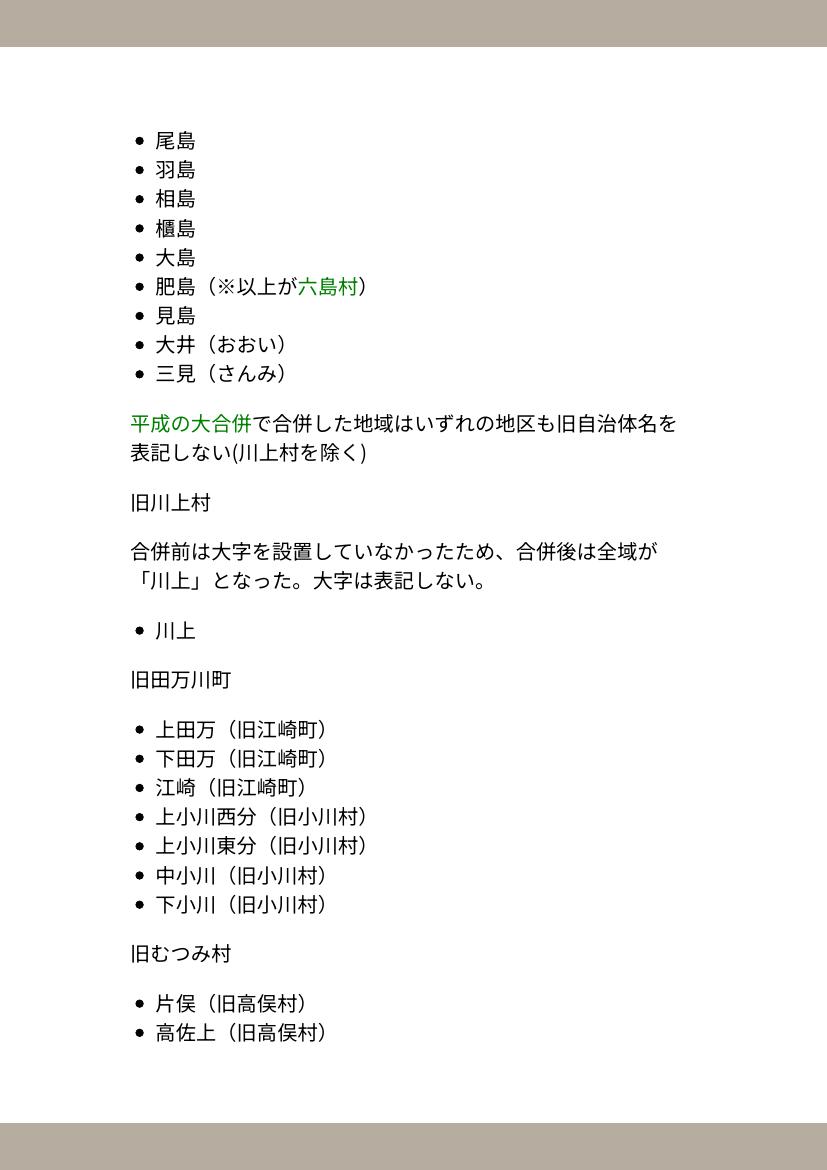 尾島
羽島
相島
櫃島
大島
肥島（※以上が六島村）
見島
大井（おおい）
三見（さんみ）
平成の大合併で合併した地域はいずれの地区も旧自治体名を
表記しない(川上村を除く)
旧川上村
合併前は大字を設置していなかったため、合併後は全域が
「川上」となった。大字は表記しない。
川上
旧田万川町
上田万（旧江崎町）
下田万（旧江崎町）
江崎（旧江崎町）
上小川西分（旧小川村）
上小川東分（旧小川村）
中小川（旧小川村）
下小川（旧小川村）
旧むつみ村
片俣（旧高俣村）
高佐上（旧高俣村）